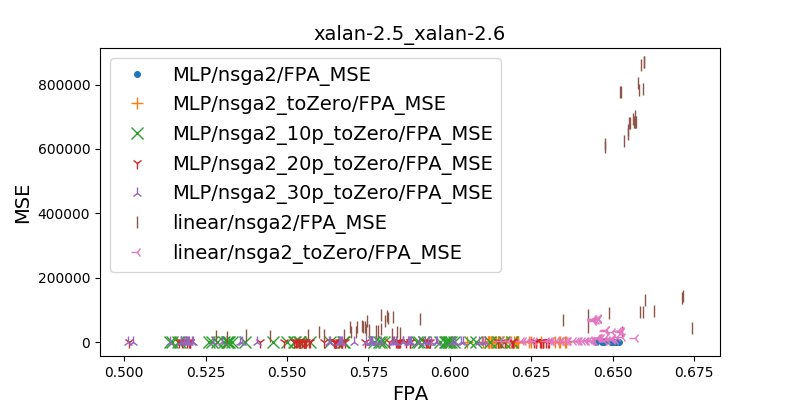 xalan-2.5_xalan-2.6
MSE
800000
600000
400000
200000
0
MLP/nsga2/FPA_MSE
MLP/nsga2_toZero/FPA_MSE
MLP/nsga2_10p_toZero/FPA_MSE
MLP/nsga2_20p_toZero/FPA_MSE
MLP/nsga2_30p_toZero/FPA_MSE
linear/nsga2/FPA_MSE
linear/nsga2_toZero/FPA_MSE
0.500 0.525 0.550 0.575 0.600 0.625 0.650 0.675
FPA